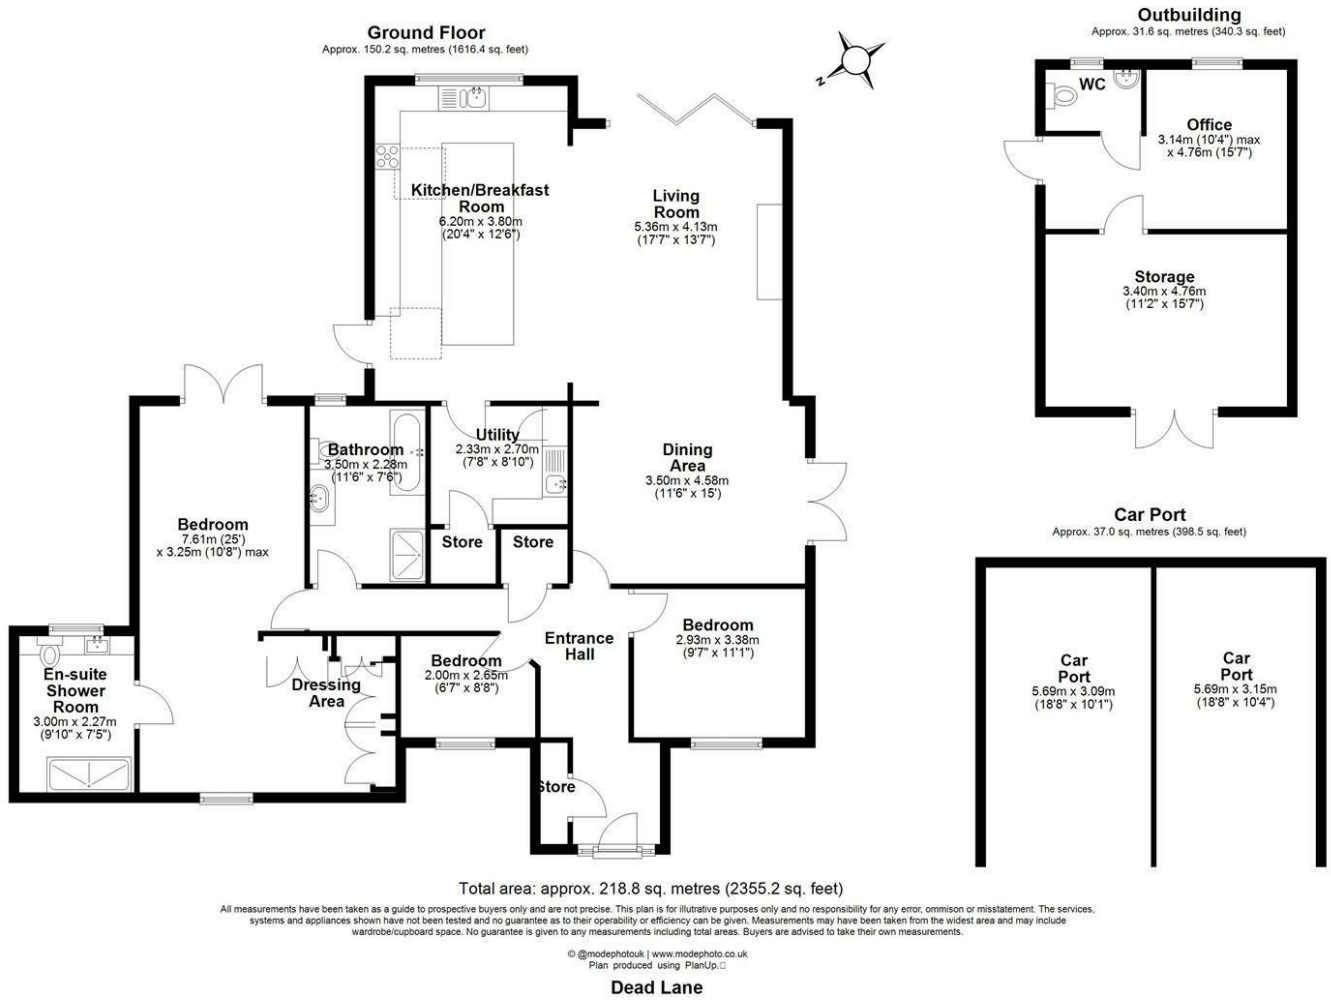 Ground Floor
Approx. 150.2 sq. metres (1616.4 sq. feet)
Outbuilding
Approx. 31.6 sq. metres (340.3 sq. feet)
N
WC
Office
3.14m (10'4") max
x 4.76m (15'7")
Kitchen/Breakfast
Room
6.20m x 3.80m
(20'4" x 12'6")
Living
Room
5.36m x 4.13m
(17'7" x 13'7")
Storage
3.40m x 4.76m
(11'2" x 15'7")
Bathroom
3.50m x 2.28m
(11'6" x 7'6")
Utility
2.33m x 2.70m
(7'8" x 8'10")
Dining
Area
3.50m x 4.58m
(11'6" x 15')
Bedroom
7.61m (25')
x 3.25m (10'8") max
Store
Store
Car Port
Approx. 37.0 sq. metres (398.5 sq. feet)
En-suite
Shower
Room
3.00m x 2.27m
(9'10" x 7'5")
Dressing
Area
Bedroom
2.00m x 2.65m
(6'7" x 8'8")
Entrance
Hall
Bedroom
2.93m x 3.38m
(9'7" x 11'1")
Car
Port
5.69m x 3.09m
(18'8" x 10'1")
Car
Port
5.69m x 3.15m
(18'8" x 10'4")
Store
Total area: approx. 218.8 sq. metres (2355.2 sq. feet)
All measurements have been taken as a guide to prospective buyers only and are not precise. This plan is for illutrative purposes only and no responsibility for any error, ommison or misstatement. The services,
systems and appliances shown have not been tested and no guarantee as to their operability or efficiency can be given. Measurements may have been taken from the widest area and may include
wardrobe/cupboard space. No guarantee is given to any measurements including total areas. Buyers are advised to take their own measurements.
© @modephotouk | www.modephoto.co.uk
Plan produced using PlanUp.
Dead Lane